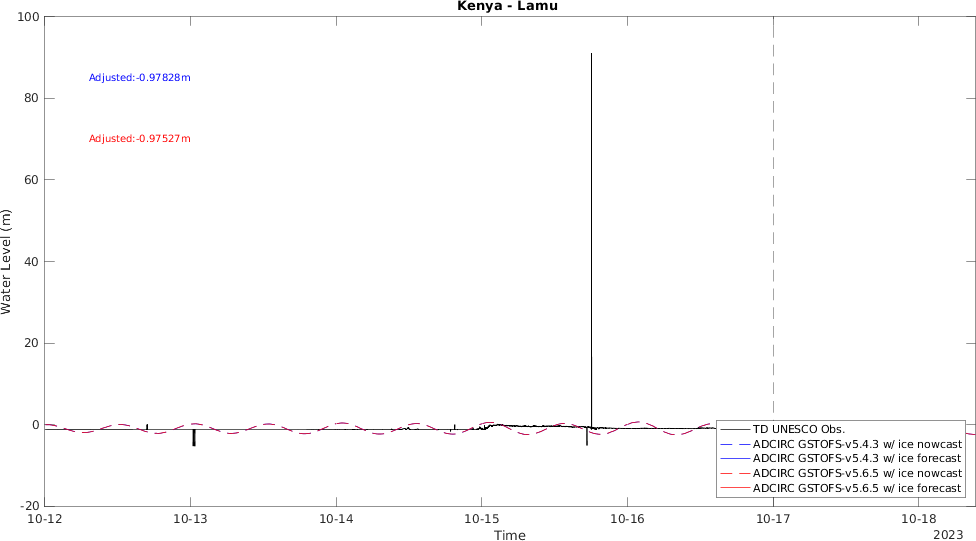 Kenya - Lamu
100
80
60
40
20
0
-20
Water Level (m)
Adjusted:-0.97828m
Adjusted:-0.97527m
TD UNESCO Obs.
ADCIRC GSTOFS-v5.4.3 w/ ice nowcast
ADCIRC GSTOFS-v5.4.3 w/ ice forecast
ADCIRC GSTOFS-v5.6.5 w/ ice nowcast
ADCIRC GSTOFS-v5.6.5 w/ ice forecast
10-12 10-13 10-14 10-15 10-16 10-17 10-18
Time
2023